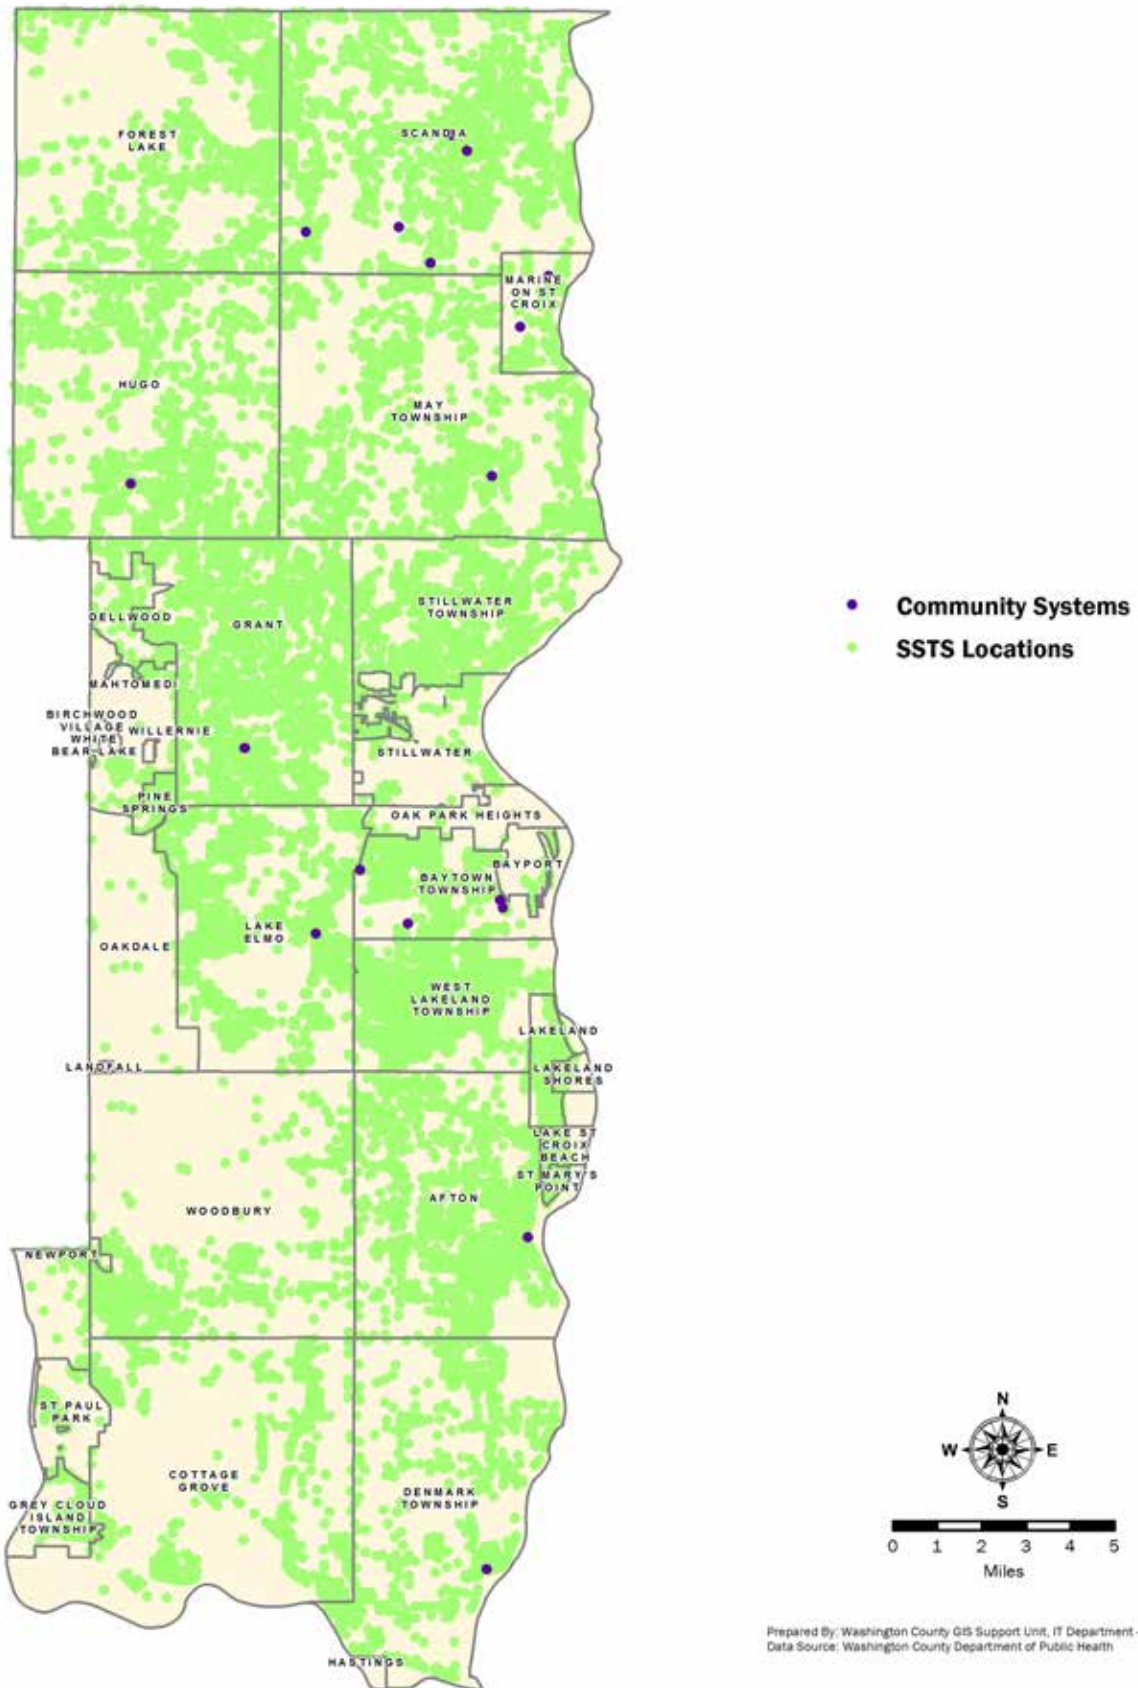 FOREST
LAKE
SCANDIA
MARINE
ON ST
CROIX
HUGO
MAY
TOWNSHIP
Community Systems
SSTS Locations
STILLWATER
TOWNSHIP
DELLWOOD
GRANT
MAHTOMEDI
BIRCHWOOD
VILLAGE
WHITE
BEAR LAKE
WILLERNIE
STILLWATER
PINE
SPRINGS
OAK PARK HEIGHTS
BAYPORT
BAYTOWN
TOWNSHIP
LAKE
ELMO
OAKDALE
WEST
LAKELAND
TOWNSHIP
LAKELAND
LANDFALL
LAKELAND
SHORES
LAKE ST
CROIX
BEACH
ST MARY'S
POINT
AFTON
WOODBURY
NEWPORT
ST PAUL
PARK
COTTAGE
GROVE
DENMARK
TOWNSHIP
GREY CLOUD
ISLAND
TOWNSHIP
HASTINGS
N
W E
S
0 1 2 3 4 5
Miles
Prepared By: Washington County GIS Support Unit, IT Department -
Data Source: Washington County Department of Public Health